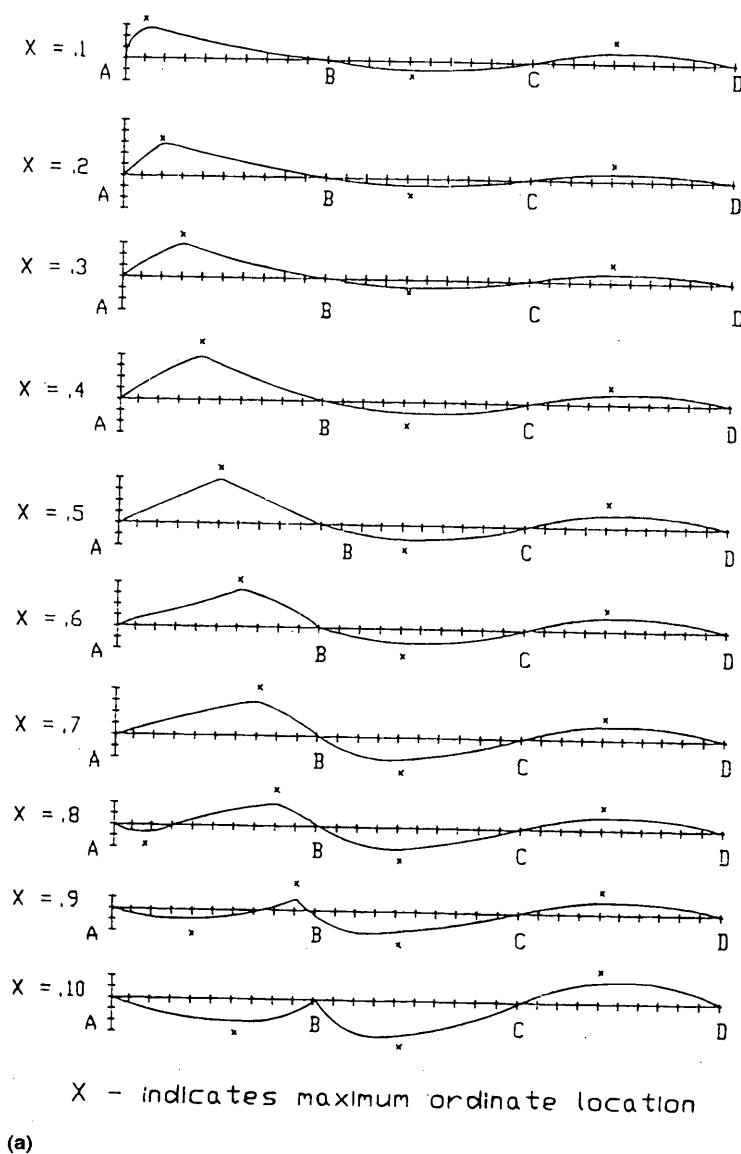 X = .1
x x x
A B C D
X = .2
x x x
A B C D
X = .3
x x x
A B C D
X = .4
x x x
A B C D
X = .5
x x x
A B C D
X = .6
x x x
A B C D
X = .7
x x x
A B C D
X = .8
x x x x
A B C D
X = .9
x x x x
A B C D
X = .10
x x x
A B C D
X - indicates maximum ordinate location
(a)